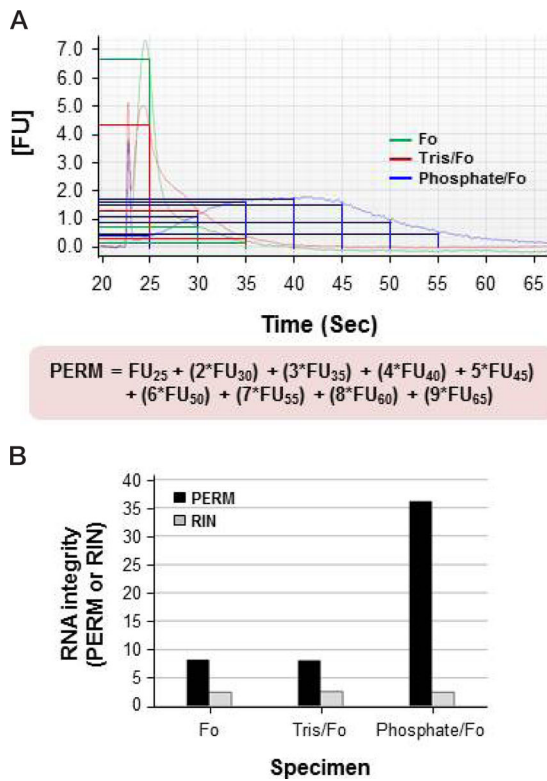 A
7.0
6.0
5.0
4.0
3.0
2.0
1.0
0.0
[FU]
Fo
Tris/Fo
Phosphate/Fo
20 25 30 35 40 45 50 55 60 65
Time (Sec)
PERM = FU25 + (2*FU30) + (3*FU35) + (4*FU40) + 5*FU45)
+ (6*FU50) + (7*FU55) + (8*FU60) + (9*FU65)
B
40
35
30
25
20
15
10
5
0
RNA integrity
(PERM or RIN)
PERM
RIN
Fo Tris/Fo Phosphate/Fo
Specimen